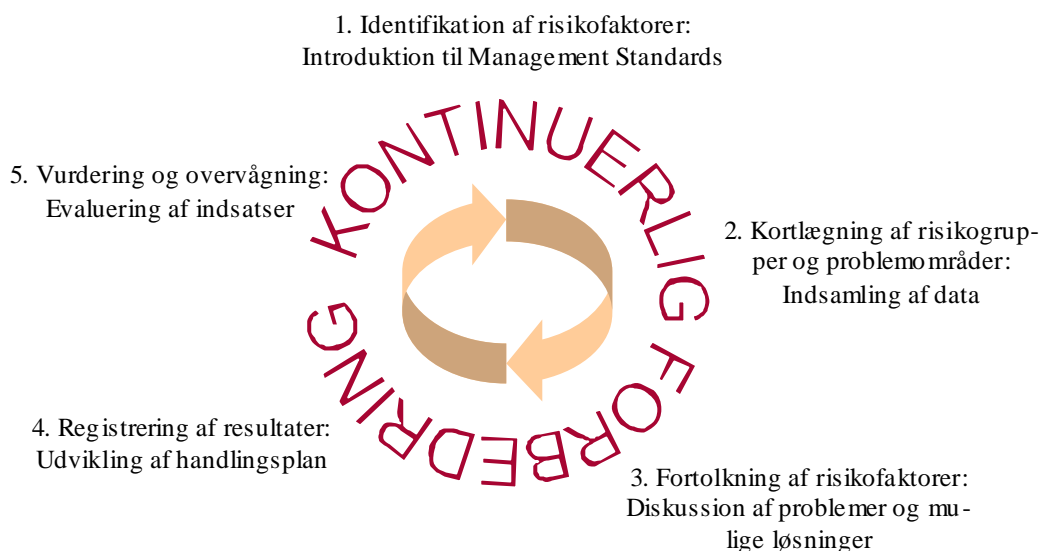 1. Identifikation af risikofaktorer:
Introduktion til Management Standards
KONTINUERLIG FORBEDRING
2. Kortlægning af risikogrup-
per og problemområder:
Indsamling af data
3. Fortolkning af risikofaktorer:
Diskussion af problemer og mu-
lige løsninger
4. Registrering af resultater:
Udvikling af handlingsplan
5. Vurdering og overvågning:
Evaluering af indsatser